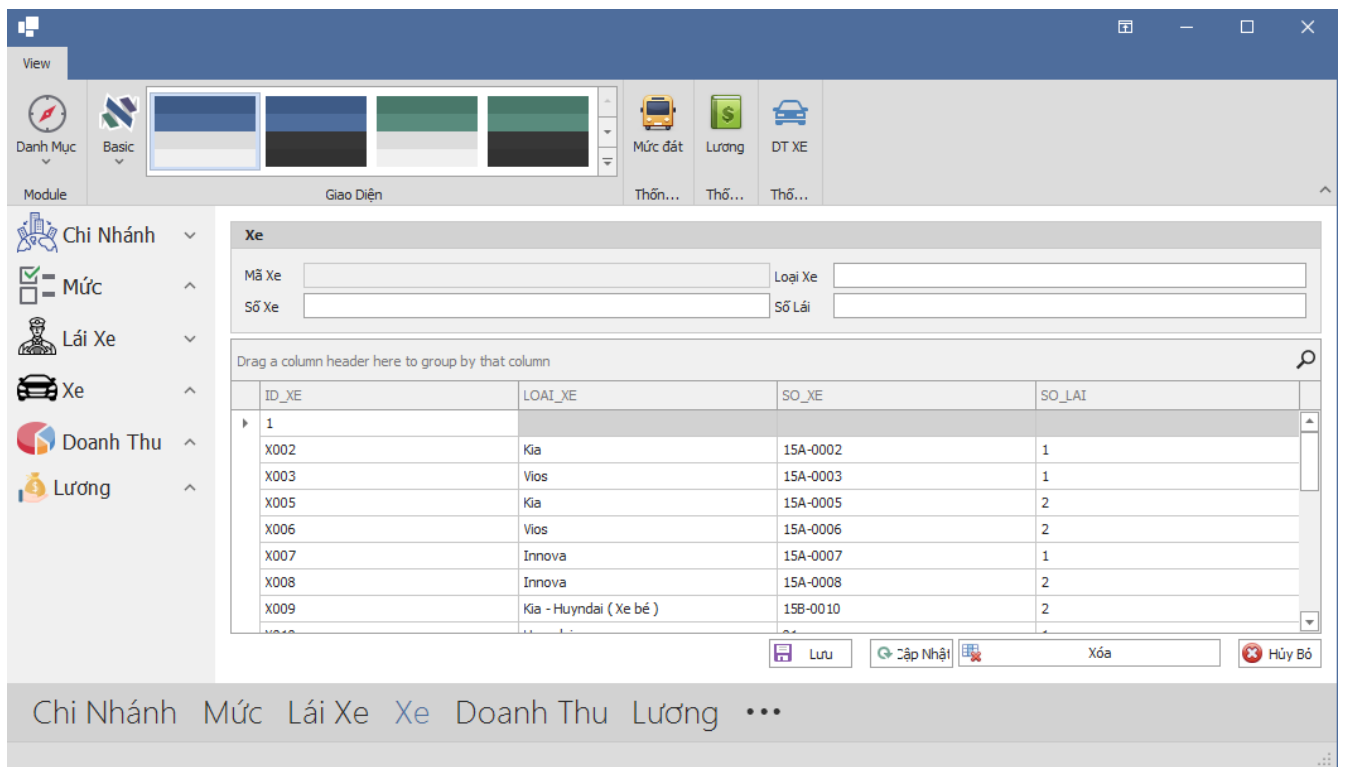 View
Danh Mục
Basic
Mức đát
Lương
DT XE
Module
Giao Diện
Thốn...
Thố...
Thố...
Chi Nhánh
Mức
Lái Xe
Xe
Doanh Thu
Lương
Xe
Mã Xe
Loại Xe
Số Xe
Số Lái
Drag a column header here to group by that column
ID_XE LOAI_XE SO_XE SO_LAI
1
X002 Kia 15A-0002 1
X003 Vios 15A-0003 1
X005 Kia 15A-0005 2
X006 Vios 15A-0006 2
X007 Innova 15A-0007 1
X008 Innova 15A-0008 2
X009 Kia - Huyndai ( Xe bé ) 15B-0010 2
Lưu
Cập Nhật
Xóa
Hủy Bỏ
Chi Nhánh Mức Lái Xe Xe Doanh Thu Lương •••